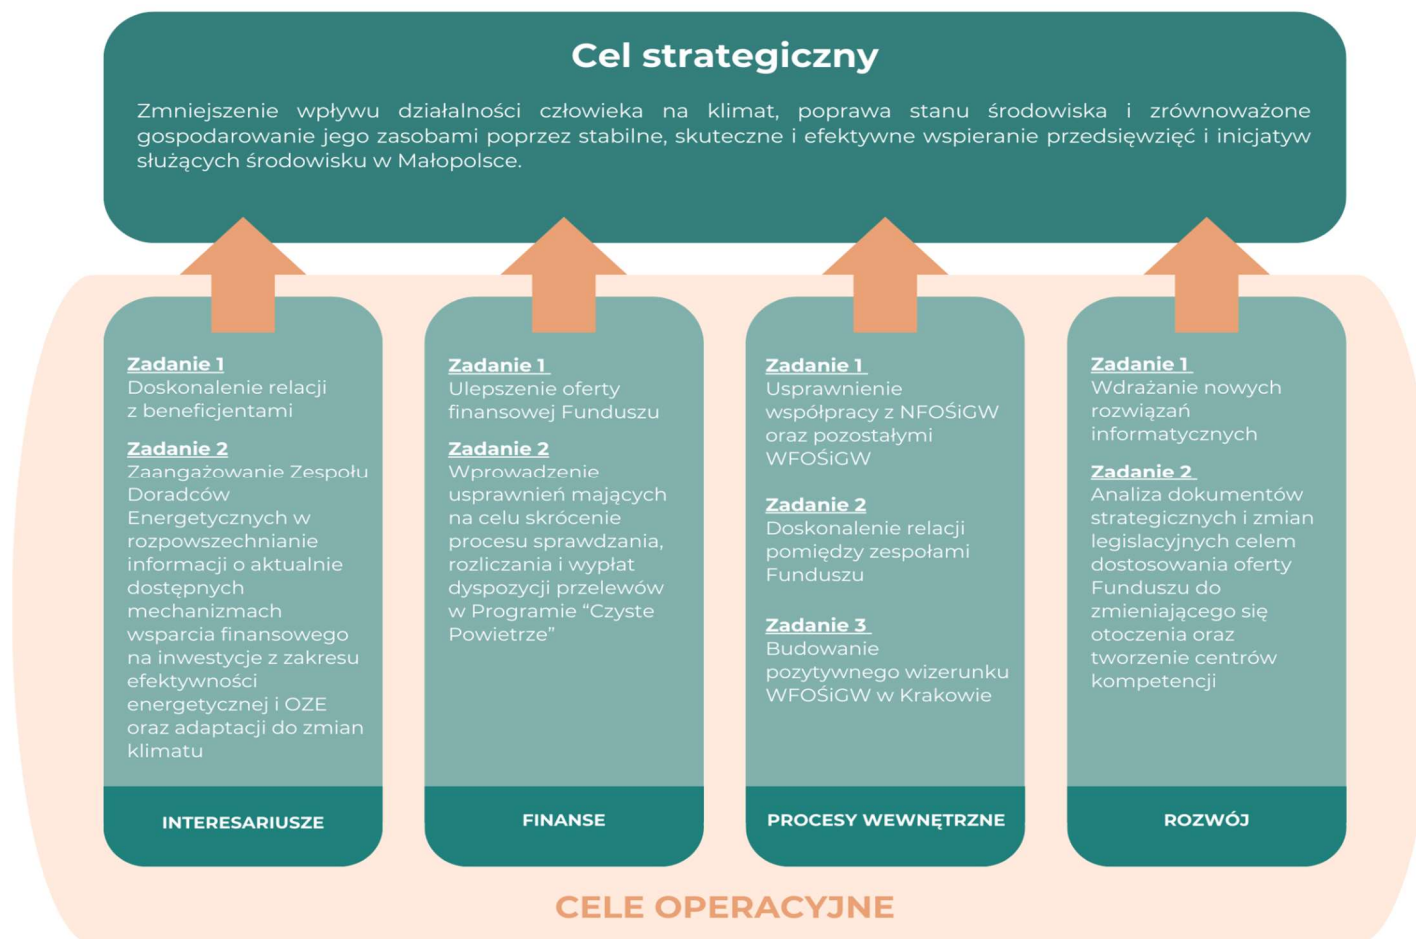 Cel strategiczny
Zmniejszenie wpływu działalności człowieka na klimat, poprawa stanu środowiska i zrównoważone
gospodarowanie jego zasobami poprzez stabilne, skuteczne i efektywne wspieranie przedsięwzięć i inicjatyw
służących środowisku w Małopolsce.
Zadanie 1
Doskonalenie relacji
z beneficjentami
Zadanie 2
Zaangażowanie Zespołu
Doradców
Energetycznych w
rozpowszechnianie
informacji o aktualnie
dostępnych
mechanizmach
wsparcia finansowego
na inwestycje z zakresu
efektywności
energetycznej i OZE
oraz adaptacji do zmian
klimatu
INTERESARIUSZE
Zadanie 1
Ulepszenie oferty
finansowej Funduszu
Zadanie 2
Wprowadzenie
usprawnień mających
na celu skrócenie
procesu sprawdzania,
rozliczania i wypłat
dyspozycji przelewów
w Programie “Czyste
Powietrze”
FINANSE
Zadanie 1
Usprawnienie
współpracy z NFOŚiGW
oraz pozostałymi
WFOŚiGW
Zadanie 2
Doskonalenie relacji
pomiędzy zespołami
Funduszu
Zadanie 3
Budowanie
pozytywnego wizerunku
WFOŚiGW w Krakowie
PROCESY WEWNĘTRZNE
Zadanie 1
Wdrażanie nowych
rozwiązań
informatycznych
Zadanie 2
Analiza dokumentów
strategicznych i zmian
legislacyjnych celem
dostosowania oferty
Funduszu do
zmieniającego się
otoczenia oraz
tworzenie centrów
kompetencji
ROZWÓJ
CELE OPERACYJNE